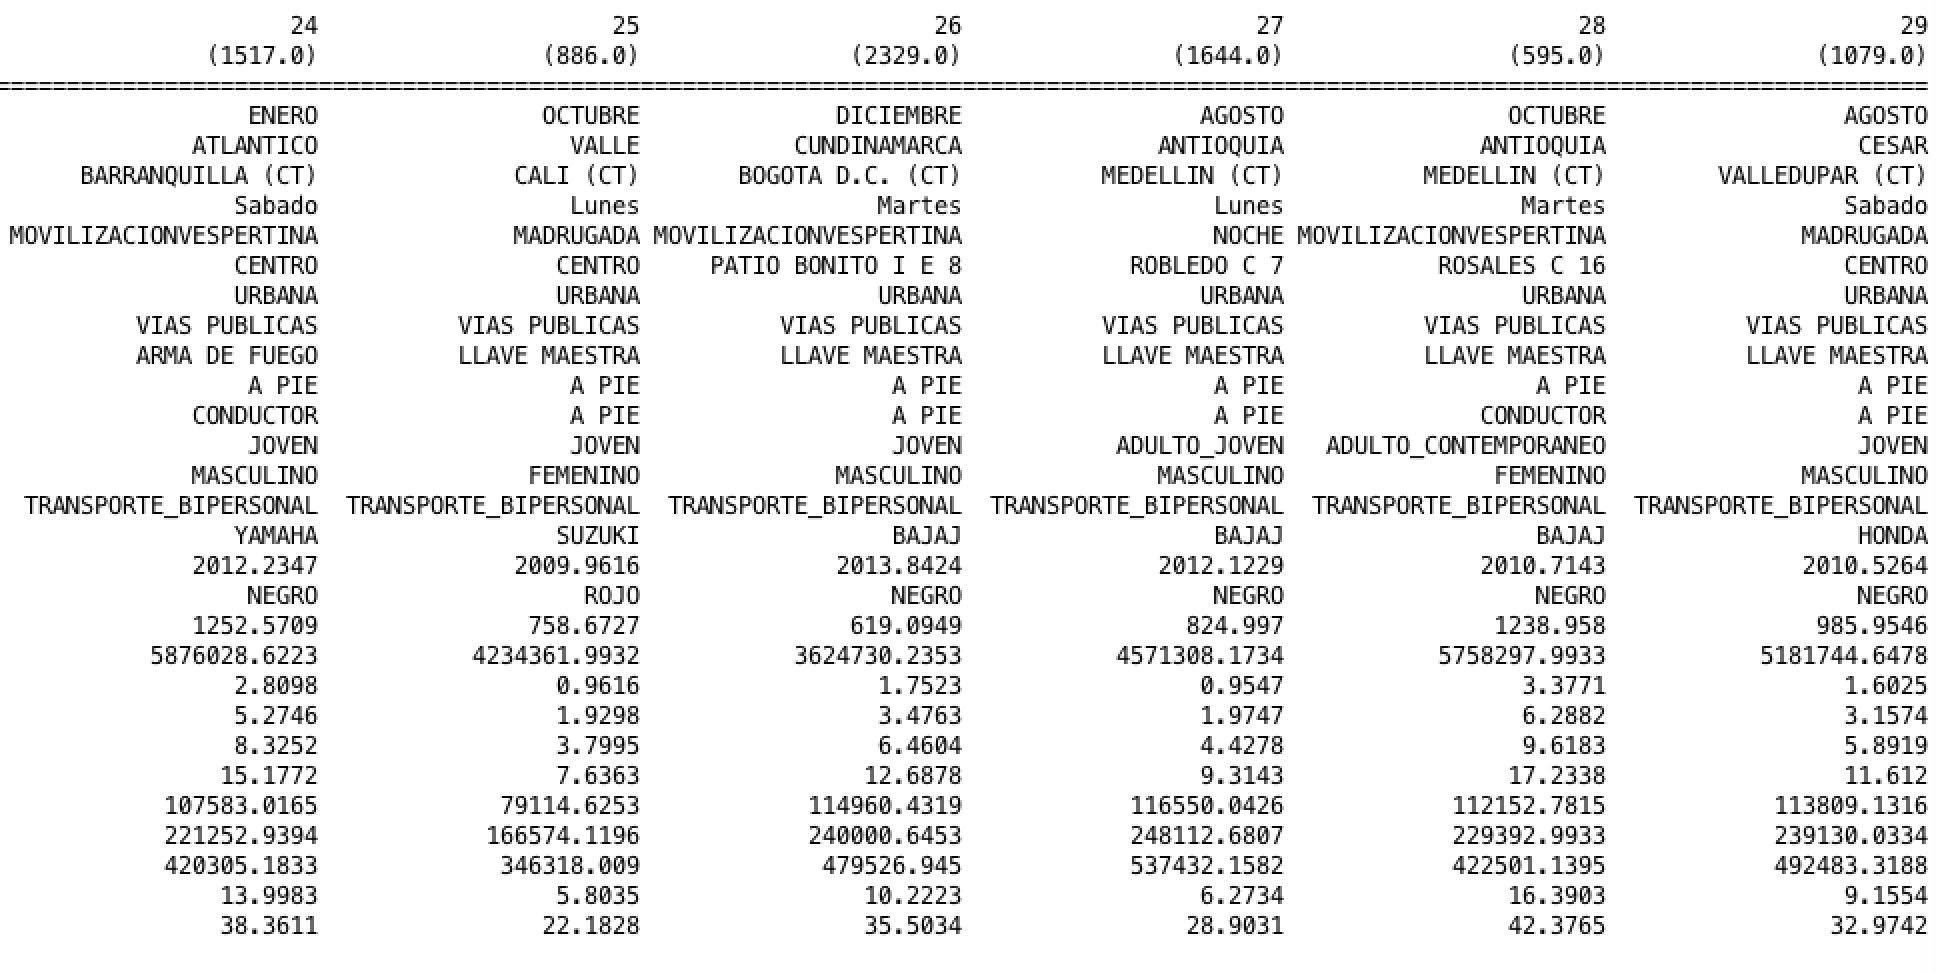 24 25 26 27 28 29
(1517.0) (886.0) (2329.0) (1644.0) (595.0) (1079.0)
ENERO OCTUBRE DICIEMBRE AGOSTO OCTUBRE AGOSTO
ATLANTICO VALLE CUNDINAMARCA ANTIOQUIA ANTIOQUIA CESAR
BARRANQUILLA (CT) CALI (CT) BOGOTA D.C. (CT) MEDELLIN (CT) MEDELLIN (CT) VALLEDUPAR (CT)
Sabado Lunes Martes Lunes Martes Sabado
MOVILIZACIONVESPERTINA MADRUGADA MOVILIZACIONVESPERTINA NOCHE MOVILIZACIONVESPERTINA MADRUGADA
CENTRO CENTRO PATIO BONITO I E 8 ROBLEDO C 7 ROSALES C 16 CENTRO
URBANA URBANA URBANA URBANA URBANA URBANA
VIAS PUBLICAS VIAS PUBLICAS VIAS PUBLICAS VIAS PUBLICAS VIAS PUBLICAS VIAS PUBLICAS
ARMA DE FUEGO LLAVE MAESTRA LLAVE MAESTRA LLAVE MAESTRA LLAVE MAESTRA LLAVE MAESTRA
A PIE A PIE A PIE A PIE A PIE A PIE
CONDUCTOR A PIE A PIE A PIE CONDUCTOR A PIE
JOVEN JOVEN JOVEN ADULTO_JOVEN ADULTO_CONTEMPORANEO JOVEN
MASCULINO FEMENINO MASCULINO MASCULINO FEMENINO MASCULINO
TRANSPORTE_BIPERSONAL TRANSPORTE_BIPERSONAL TRANSPORTE_BIPERSONAL TRANSPORTE_BIPERSONAL TRANSPORTE_BIPERSONAL TRANSPORTE_BIPERSONAL
YAMAHA SUZUKI BAJAJ BAJAJ BAJAJ HONDA
2012.2347 2009.9616 2013.8424 2012.1229 2010.7143 2010.5264
NEGRO ROJO NEGRO NEGRO NEGRO NEGRO
1252.5709 758.6727 619.0949 824.997 1238.958 985.9546
5876028.6223 4234361.9932 3624730.2353 4571308.1734 5758297.9933 5181744.6478
2.8098 0.9616 1.7523 0.9547 3.3771 1.6025
5.2746 1.9298 3.4763 1.9747 6.2882 3.1574
8.3252 3.7995 6.4604 4.4278 9.6183 5.8919
15.1772 7.6363 12.6878 9.3143 17.2338 11.612
107583.0165 79114.6253 114960.4319 116550.0426 112152.7815 113809.1316
221252.9394 166574.1196 240000.6453 248112.6807 229392.9933 239130.0334
420305.1833 346318.009 479526.945 537432.1582 422501.1395 492483.3188
13.9983 5.8035 10.2223 6.2734 16.3903 9.1554
38.3611 22.1828 35.5034 28.9031 42.3765 32.9742